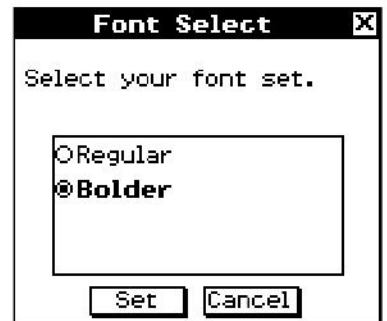 Font Select X
Select your font set.
Regular
Bolder
Set Cancel